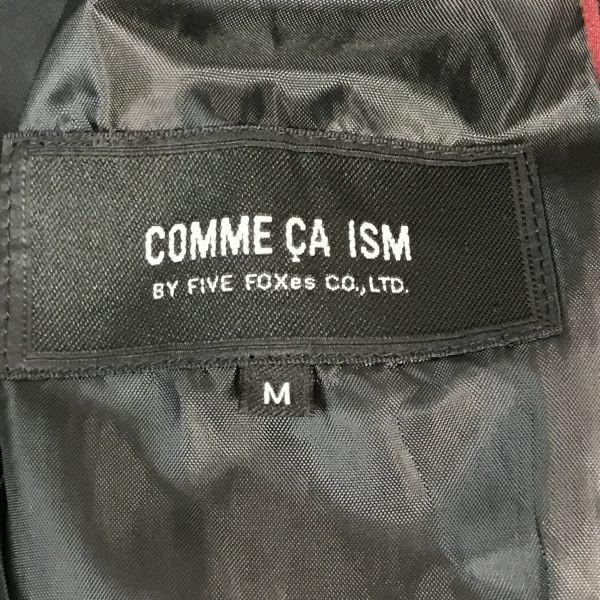 COMME ÇA ISM
BY FIVE FOXes CO.,LTD.
M